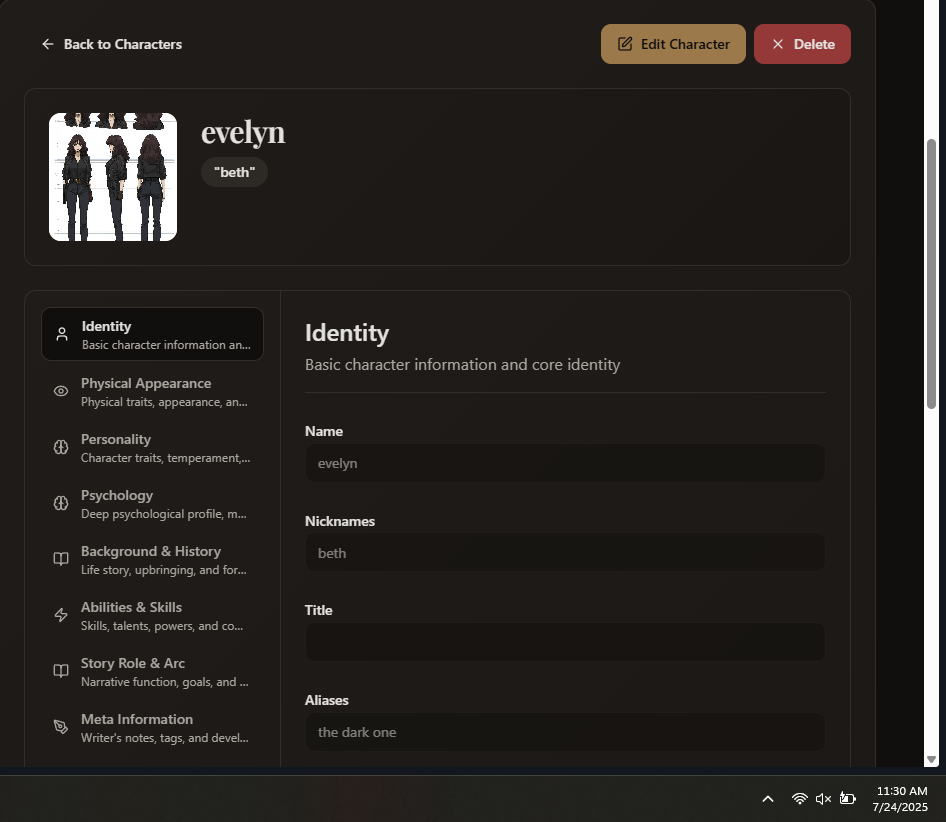 Back to Characters
Edit Character
Delete
evelyn
"beth"
Identity
Basic character information an...
Physical Appearance
Physical traits, appearance, an...
Personality
Character traits, temperament,...
Psychology
Deep psychological profile, m...
Background & History
Life story, upbringing, and for...
Abilities & Skills
Skills, talents, powers, and co...
Story Role & Arc
Narrative function, goals, and ...
Meta Information
Writer's notes, tags, and devel...
Identity
Basic character information and core identity
Name
evelyn
Nicknames
beth
Title
Aliases
the dark one
11:30 AM
7/24/2025